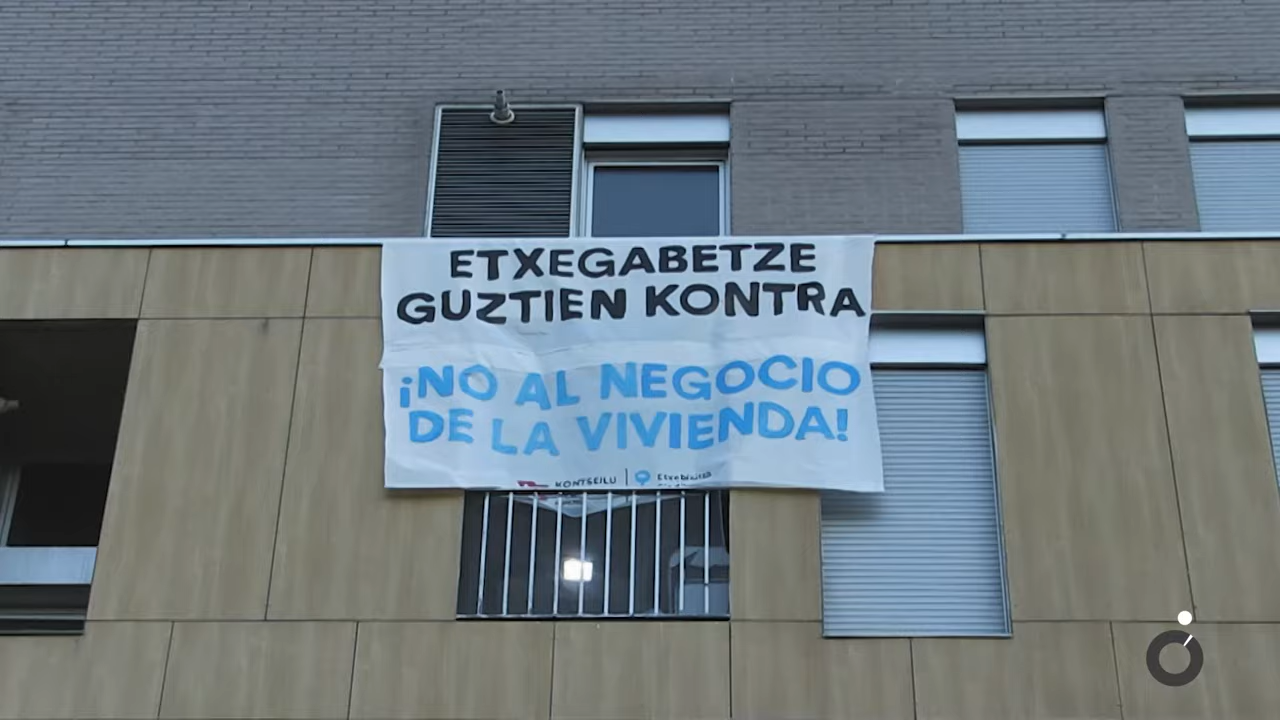 ETXEGABETZE
GUZTIEN KONTRA
¡NO AL NEGOCIO
DE LA VIVIENDA!
KONTSEILU